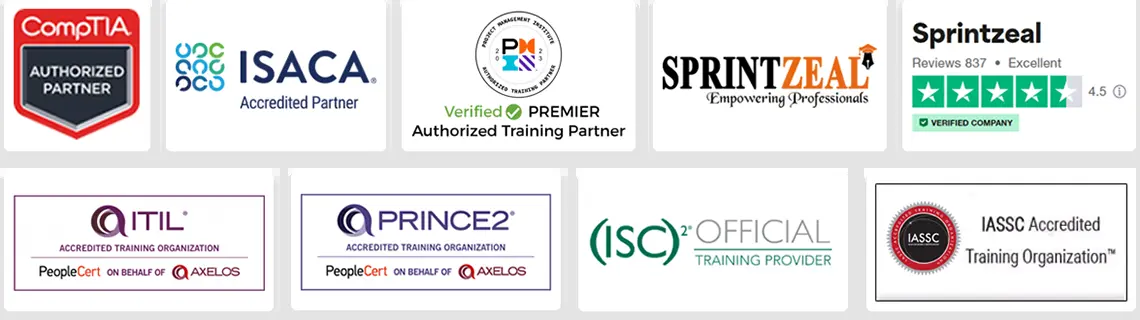 CompTIA
AUTHORIZED
PARTNER
ISACA®
Accredited Partner
PROJECT MANAGEMENT INSTITUTE
20 23
AUTHORIZED TRAINING PARTNER
Verified PREMIER
Authorized Training Partner
SPRINTZEAL
Empowering Professionals
Sprintzeal
Reviews 837 • Excellent
4.5
VERIFIED COMPANY
ITIL®
ACCREDITED TRAINING ORGANIZATION
PeopleCert ON BEHALF OF AXELOS
PRINCE2®
ACCREDITED TRAINING ORGANIZATION
PeopleCert ON BEHALF OF AXELOS
(ISC)²® OFFICIAL
TRAINING PROVIDER
IASSC
IASSC Accredited
Training Organization™